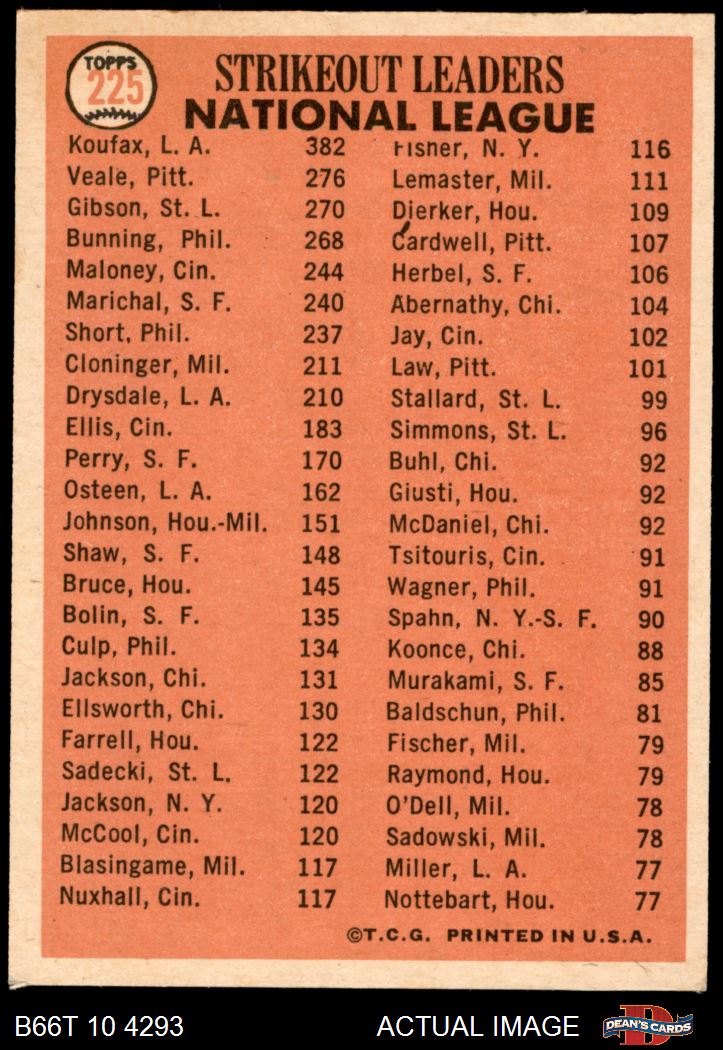 TOPPS
225
STRIKEOUT LEADERS
NATIONAL LEAGUE
Koufax, L. A. 382
Veale, Pitt. 276
Gibson, St. L. 270
Bunning, Phil. 268
Maloney, Cin. 244
Marichal, S. F. 240
Short, Phil. 237
Cloninger, Mil. 211
Drysdale, L. A. 210
Ellis, Cin. 183
Perry, S. F. 170
Osteen, L. A. 162
Johnson, Hou.-Mil. 151
Shaw, S. F. 148
Bruce, Hou. 145
Bolin, S. F. 135
Culp, Phil. 134
Jackson, Chi. 131
Ellsworth, Chi. 130
Farrell, Hou. 122
Sadecki, St. L. 122
Jackson, N. Y. 120
McCool, Cin. 120
Blasingame, Mil. 117
Nuxhall, Cin. 117
Fisher, N. Y. 116
Lemaster, Mil. 111
Dierker, Hou. 109
Cardwell, Pitt. 107
Herbel, S. F. 106
Abernathy, Chi. 104
Jay, Cin. 102
Law, Pitt. 101
Stallard, St. L. 99
Simmons, St. L. 96
Buhl, Chi. 92
Giusti, Hou. 92
McDaniel, Chi. 92
Tsitouris, Cin. 91
Wagner, Phil. 91
Spahn, N. Y.-S. F. 90
Koonce, Chi. 88
Murakami, S. F. 85
Baldschun, Phil. 81
Fischer, Mil. 79
Raymond, Hou. 79
O'Dell, Mil. 78
Sadowski, Mil. 78
Miller, L. A. 77
Nottebart, Hou. 77
©T.C.G. PRINTED IN U.S.A.
B66T 10 4293 ACTUAL IMAGE
DEAN'S CARDS